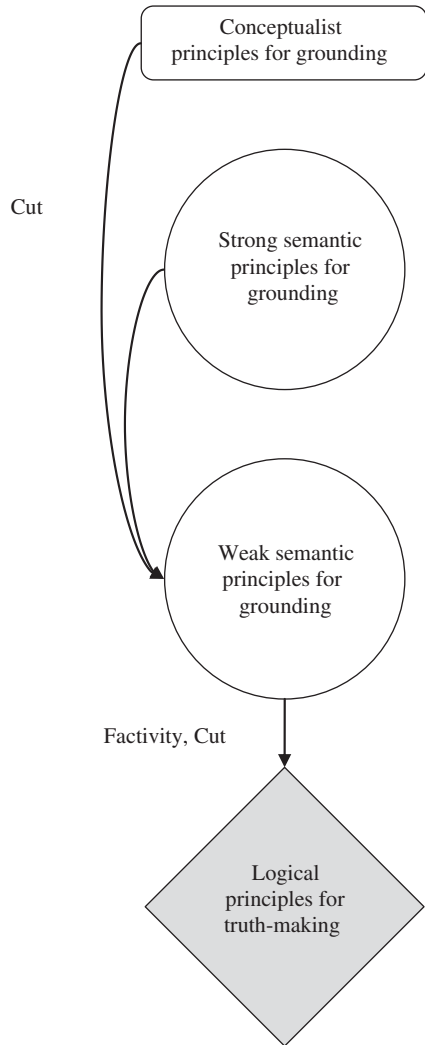 Conceptualist
principles for grounding
Cut
Strong semantic
principles for
grounding
Weak semantic
principles for
grounding
Factivity, Cut
Logical
principles for
truth-making